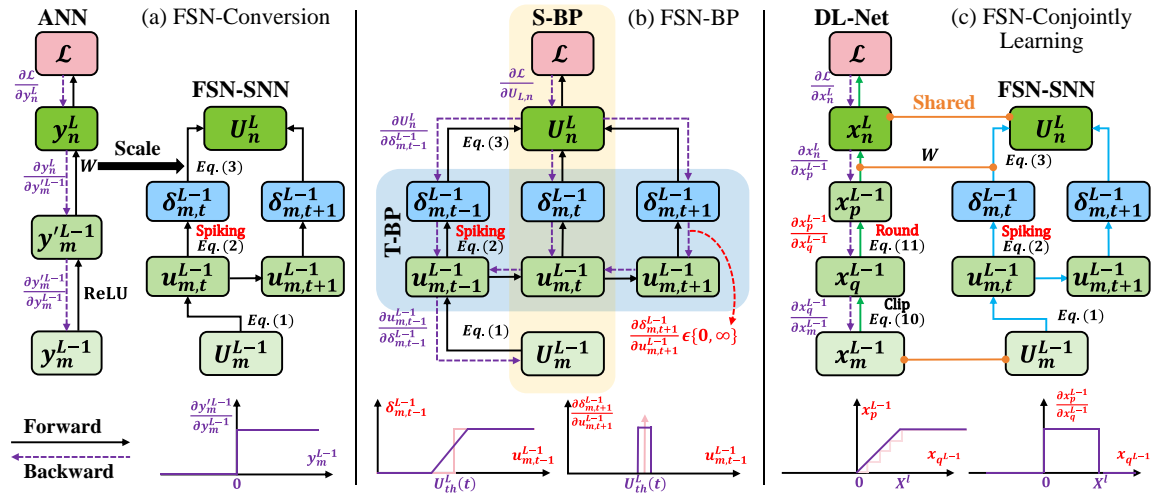 ANN
(a) FSN-Conversion
ℒ
∂ℒ/∂y_n^L
FSN-SNN
y_n^L
U_n^L
W
Scale
Eq.(3)
∂y_n^L/∂y'_m^{L-1}
δ_{m,t}^{L-1}
δ_{m,t+1}^{L-1}
Spiking
y'_m^{L-1}
Eq.(2)
u_{m,t}^{L-1}
u_{m,t+1}^{L-1}
∂y'_m^{L-1}/∂y_m^{L-1}
ReLU
Eq.(1)
y_m^{L-1}
U_m^{L-1}
Forward
Backward
∂y'_m^{L-1}/∂y_m^{L-1}
y_m^{L-1}
0
S-BP
(b) FSN-BP
ℒ
∂ℒ/∂U_{L,n}
∂U_n^L/∂δ_{m,t-1}^{L-1}
U_n^L
Eq.(3)
T-BP
δ_{m,t-1}^{L-1}
δ_{m,t}^{L-1}
δ_{m,t+1}^{L-1}
Spiking
Eq.(2)
u_{m,t-1}^{L-1}
u_{m,t}^{L-1}
u_{m,t+1}^{L-1}
∂u_{m,t-1}^{L-1}/∂δ_{m,t-1}^{L-1}
Eq.(1)
U_m^{L-1}
∂δ_{m,t+1}^{L-1}/∂u_{m,t+1}^{L-1} ϵ{0,∞}
δ_{m,t-1}^{L-1}
u_{m,t-1}^{L-1}
U_{th}^L(t)
∂δ_{m,t+1}^{L-1}/∂u_{m,t+1}^{L-1}
u_{m,t-1}^{L-1}
U_{th}^L(t)
DL-Net
(c) FSN-Conjointly
Learning
ℒ
∂ℒ/∂x_n^L
FSN-SNN
Shared
x_n^L
U_n^L
∂x_n^L/∂x_p^{L-1}
W
Eq.(3)
x_p^{L-1}
δ_{m,t}^{L-1}
δ_{m,t+1}^{L-1}
∂x_p^{L-1}/∂x_q^{L-1}
Round
Eq.(11)
Spiking
Eq.(2)
x_q^{L-1}
u_{m,t}^{L-1}
u_{m,t+1}^{L-1}
∂x_q^{L-1}/∂x_m^{L-1}
Clip
Eq.(10)
Eq.(1)
x_m^{L-1}
U_m^{L-1}
x_p^{L-1}
x_{q^{L-1}}
0
X^l
∂x_p^{L-1}/∂x_q^{L-1}
x_{q^{L-1}}
0
X^l